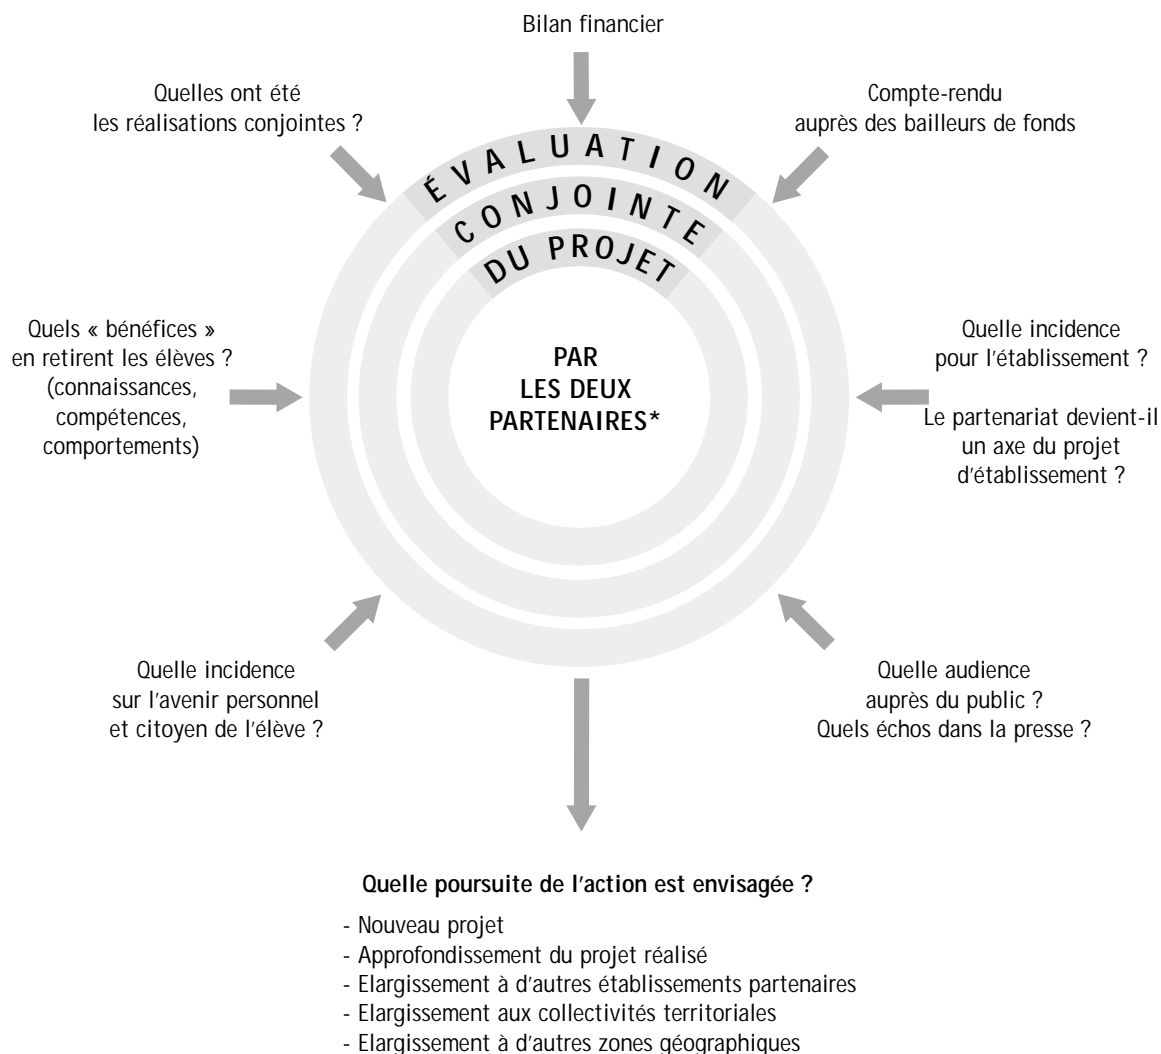 Bilan financier
Quelles ont été
les réalisations conjointes ?
Compte-rendu
auprès des bailleurs de fonds
ÉVALUATION
CONJOINTE
DU PROJET
PAR
LES DEUX
PARTENAIRES*
Quels « bénéfices »
en retirent les élèves ?
(connaissances,
compétences,
comportements)
Quelle incidence
pour l'établissement ?
Le partenariat devient-il
un axe du projet
d'établissement ?
Quelle incidence
sur l'avenir personnel
et citoyen de l'élève ?
Quelle audience
auprès du public ?
Quels échos dans la presse ?
Quelle poursuite de l'action est envisagée ?
- Nouveau projet
- Approfondissement du projet réalisé
- Elargissement à d'autres établissements partenaires
- Elargissement aux collectivités territoriales
- Elargissement à d'autres zones géographiques